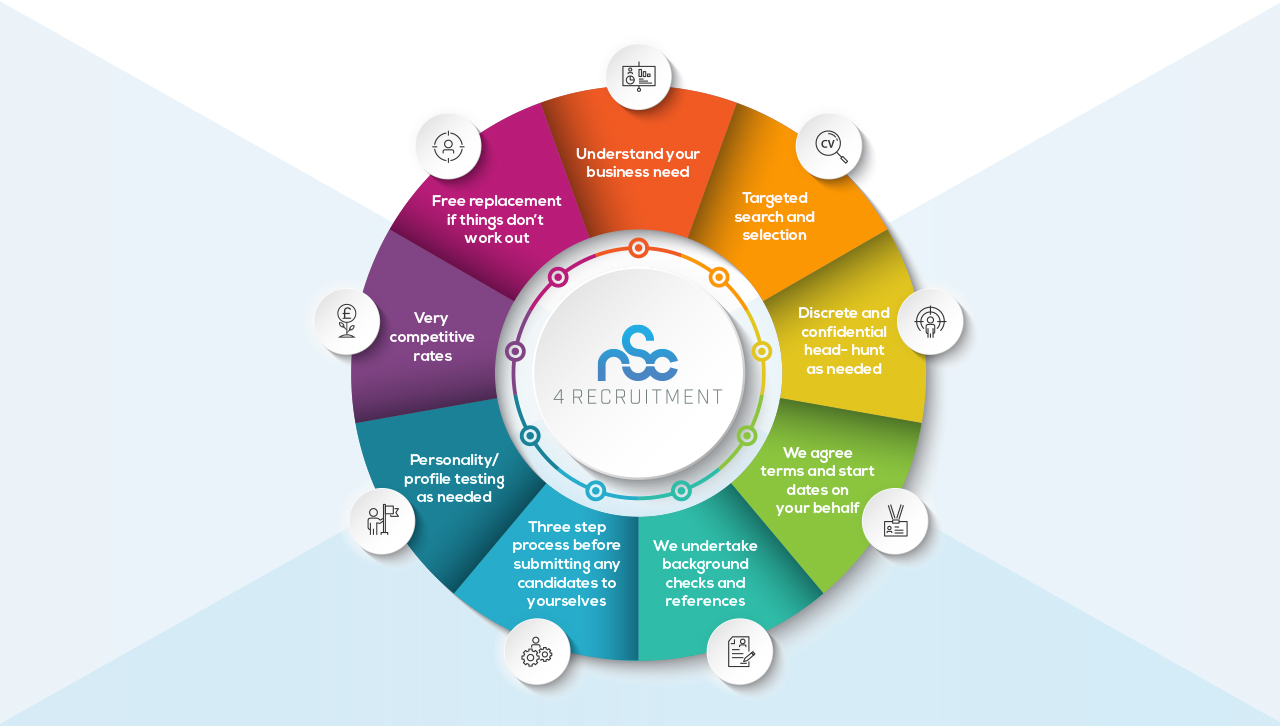 Understand your
business need
CV
Targeted
search and
selection
Discrete and
confidential
head- hunt
as needed
We agree
terms and start
dates on
your behalf
We undertake
background
checks and
references
Three step
process before
submitting any
candidates to
yourselves
Personality/
profile testing
as needed
£
Very
competitive
rates
Free replacement
if things don't
work out
nsc
4 RECRUITMENT